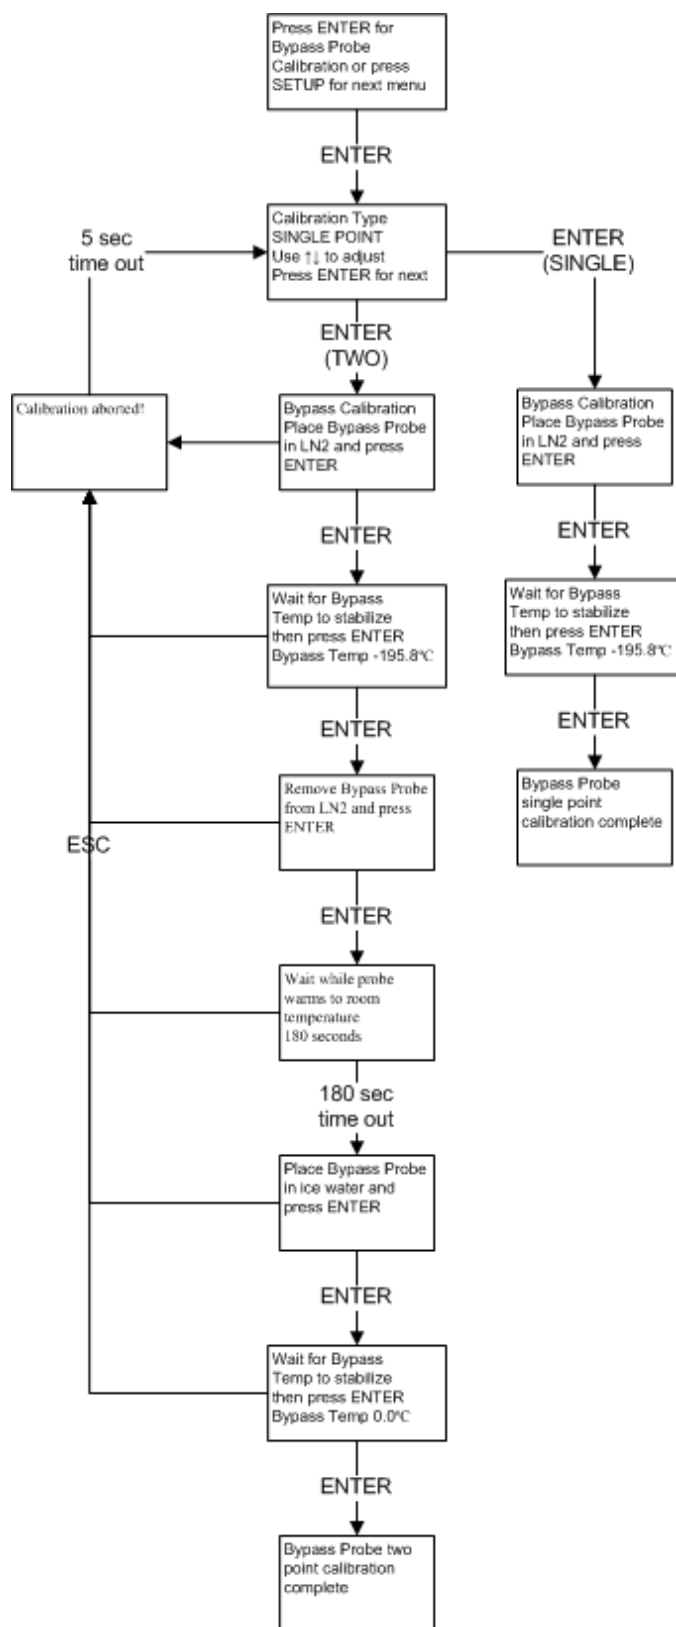 Press ENTER for
Bypass Probe
Calibration or press
SETUP for next menu
ENTER
Calibration Type
SINGLE POINT
Use ↑↓ to adjust
Press ENTER for next
5 sec
time out
ENTER
(SINGLE)
ENTER
(TWO)
Calibration aborted!
Bypass Calibration
Place Bypass Probe
in LN2 and press
ENTER
Bypass Calibration
Place Bypass Probe
in LN2 and press
ENTER
ENTER
ENTER
Wait for Bypass
Temp to stabilize
then press ENTER
Bypass Temp -195.8℃
Wait for Bypass
Temp to stabilize
then press ENTER
Bypass Temp -195.8℃
ENTER
ENTER
Remove Bypass Probe
from LN2 and press
ENTER
Bypass Probe
single point
calibration complete
ESC
ENTER
Wait while probe
warms to room
temperature
180 seconds
180 sec
time out
Place Bypass Probe
in ice water and
press ENTER
ENTER
Wait for Bypass
Temp to stabilize
then press ENTER
Bypass Temp 0.0℃
ENTER
Bypass Probe two
point calibration
complete